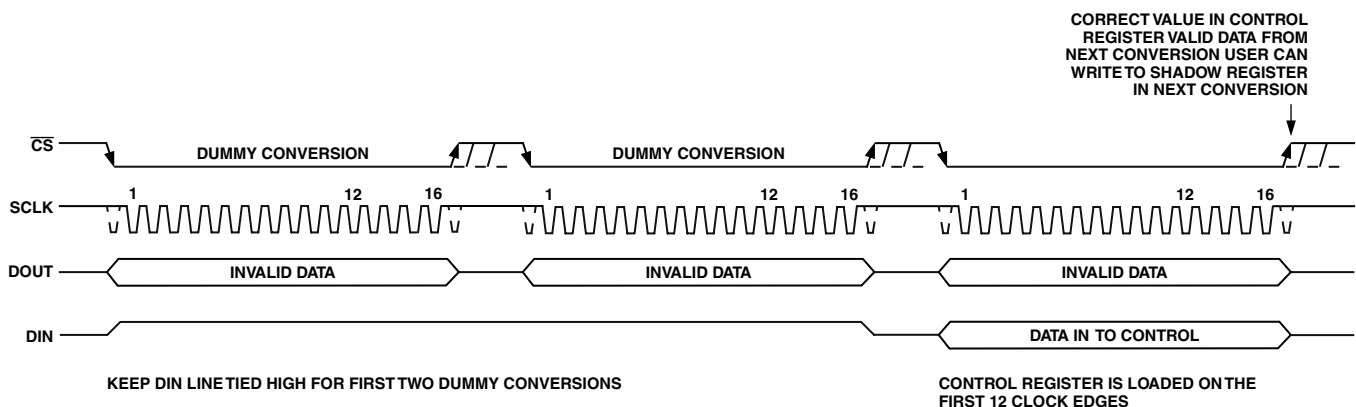 CORRECT VALUE IN CONTROL
REGISTER VALID DATA FROM
NEXT CONVERSION USER CAN
WRITE TO SHADOW REGISTER
IN NEXT CONVERSION
CS DUMMY CONVERSION DUMMY CONVERSION
1 12 16 1 12 16 1 12 16
SCLK
DOUT INVALID DATA INVALID DATA INVALID DATA
DIN DATA IN TO CONTROL
KEEP DIN LINE TIED HIGH FOR FIRST TWO DUMMY CONVERSIONS
CONTROL REGISTER IS LOADED ON THE
FIRST 12 CLOCK EDGES